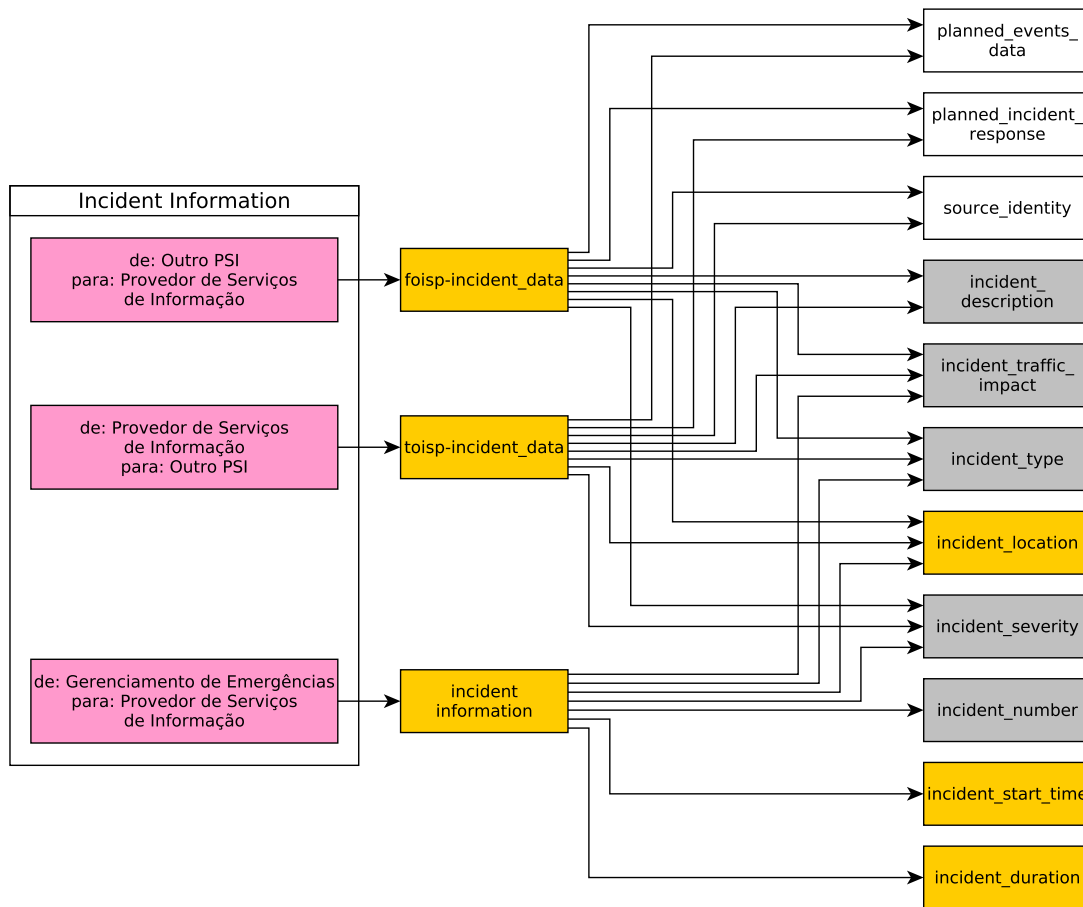 planned_events_
data
planned_incident_
response
Incident Information
source_identity
de: Outro PSI
para: Provedor de Serviços
de Informação
foisp-incident_data
incident_
description
incident_traffic_
impact
de: Provedor de Serviços
de Informação
para: Outro PSI
toisp-incident_data
incident_type
incident_location
incident_severity
de: Gerenciamento de Emergências
para: Provedor de Serviços
de Informação
incident
information
incident_number
incident_start_time
incident_duration